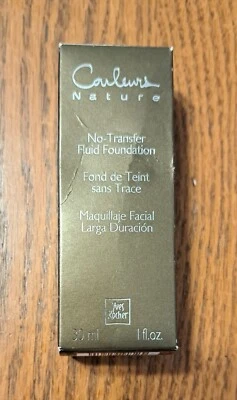 Couleurs
Nature
No-Transfer
Fluid Foundation
Fond de Teint
sans Trace
Maquillaje Facial
Larga Duración
Yves
Rocher
30 ml 1 fl.oz.